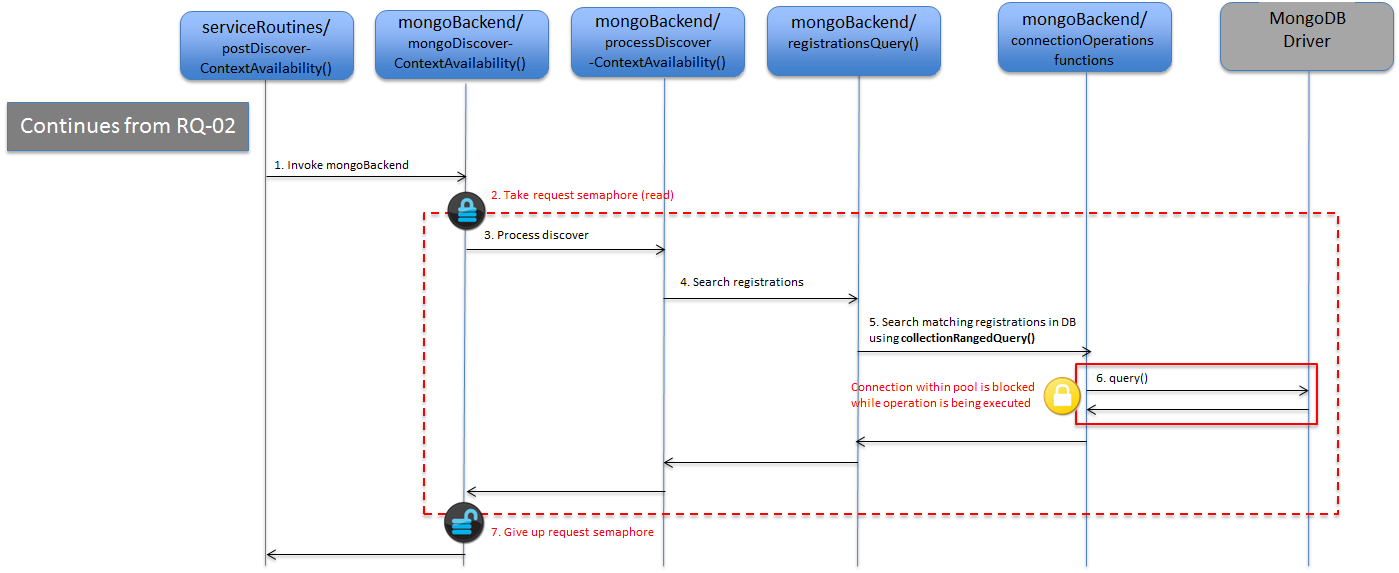 serviceRoutines/
postDiscover-
ContextAvailability()
mongoBackend/
mongoDiscover-
ContextAvailability()
mongoBackend/
processDiscover
-ContextAvailability()
mongoBackend/
registrationsQuery()
mongoBackend/
connectionOperations
functions
MongoDB
Driver
Continues from RQ-02
1. Invoke mongoBackend
2. Take request semaphore (read)
3. Process discover
4. Search registrations
5. Search matching registrations in DB
using collectionRangedQuery()
6. query()
Connection within pool is blocked
while operation is being executed
7. Give up request semaphore